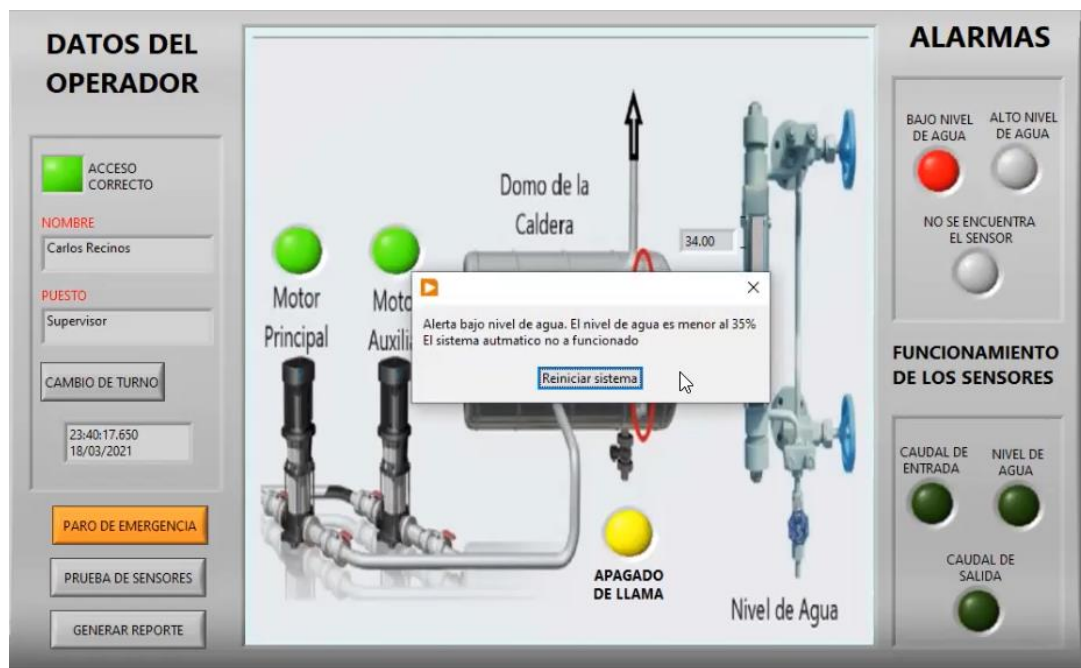 DATOS DEL
OPERADOR
ACCESO
CORRECTO
NOMBRE
Carlos Recinos
PUESTO
Supervisor
CAMBIO DE TURNO
23:40:17.650
18/03/2021
PARO DE EMERGENCIA
PRUEBA DE SENSORES
GENERAR REPORTE
Domo de la
Caldera
34.00
Motor
Principal
Alerta bajo nivel de agua. El nivel de agua es menor al 35%
El sistema autmatico no a funcionado
Reiniciar sistema
APAGADO
DE LLAMA
Nivel de Agua
ALARMAS
BAJO NIVEL
DE AGUA
ALTO NIVEL
DE AGUA
NO SE ENCUENTRA
EL SENSOR
FUNCIONAMIENTO
DE LOS SENSORES
CAUDAL DE
ENTRADA
NIVEL DE
AGUA
CAUDAL DE
SALIDA